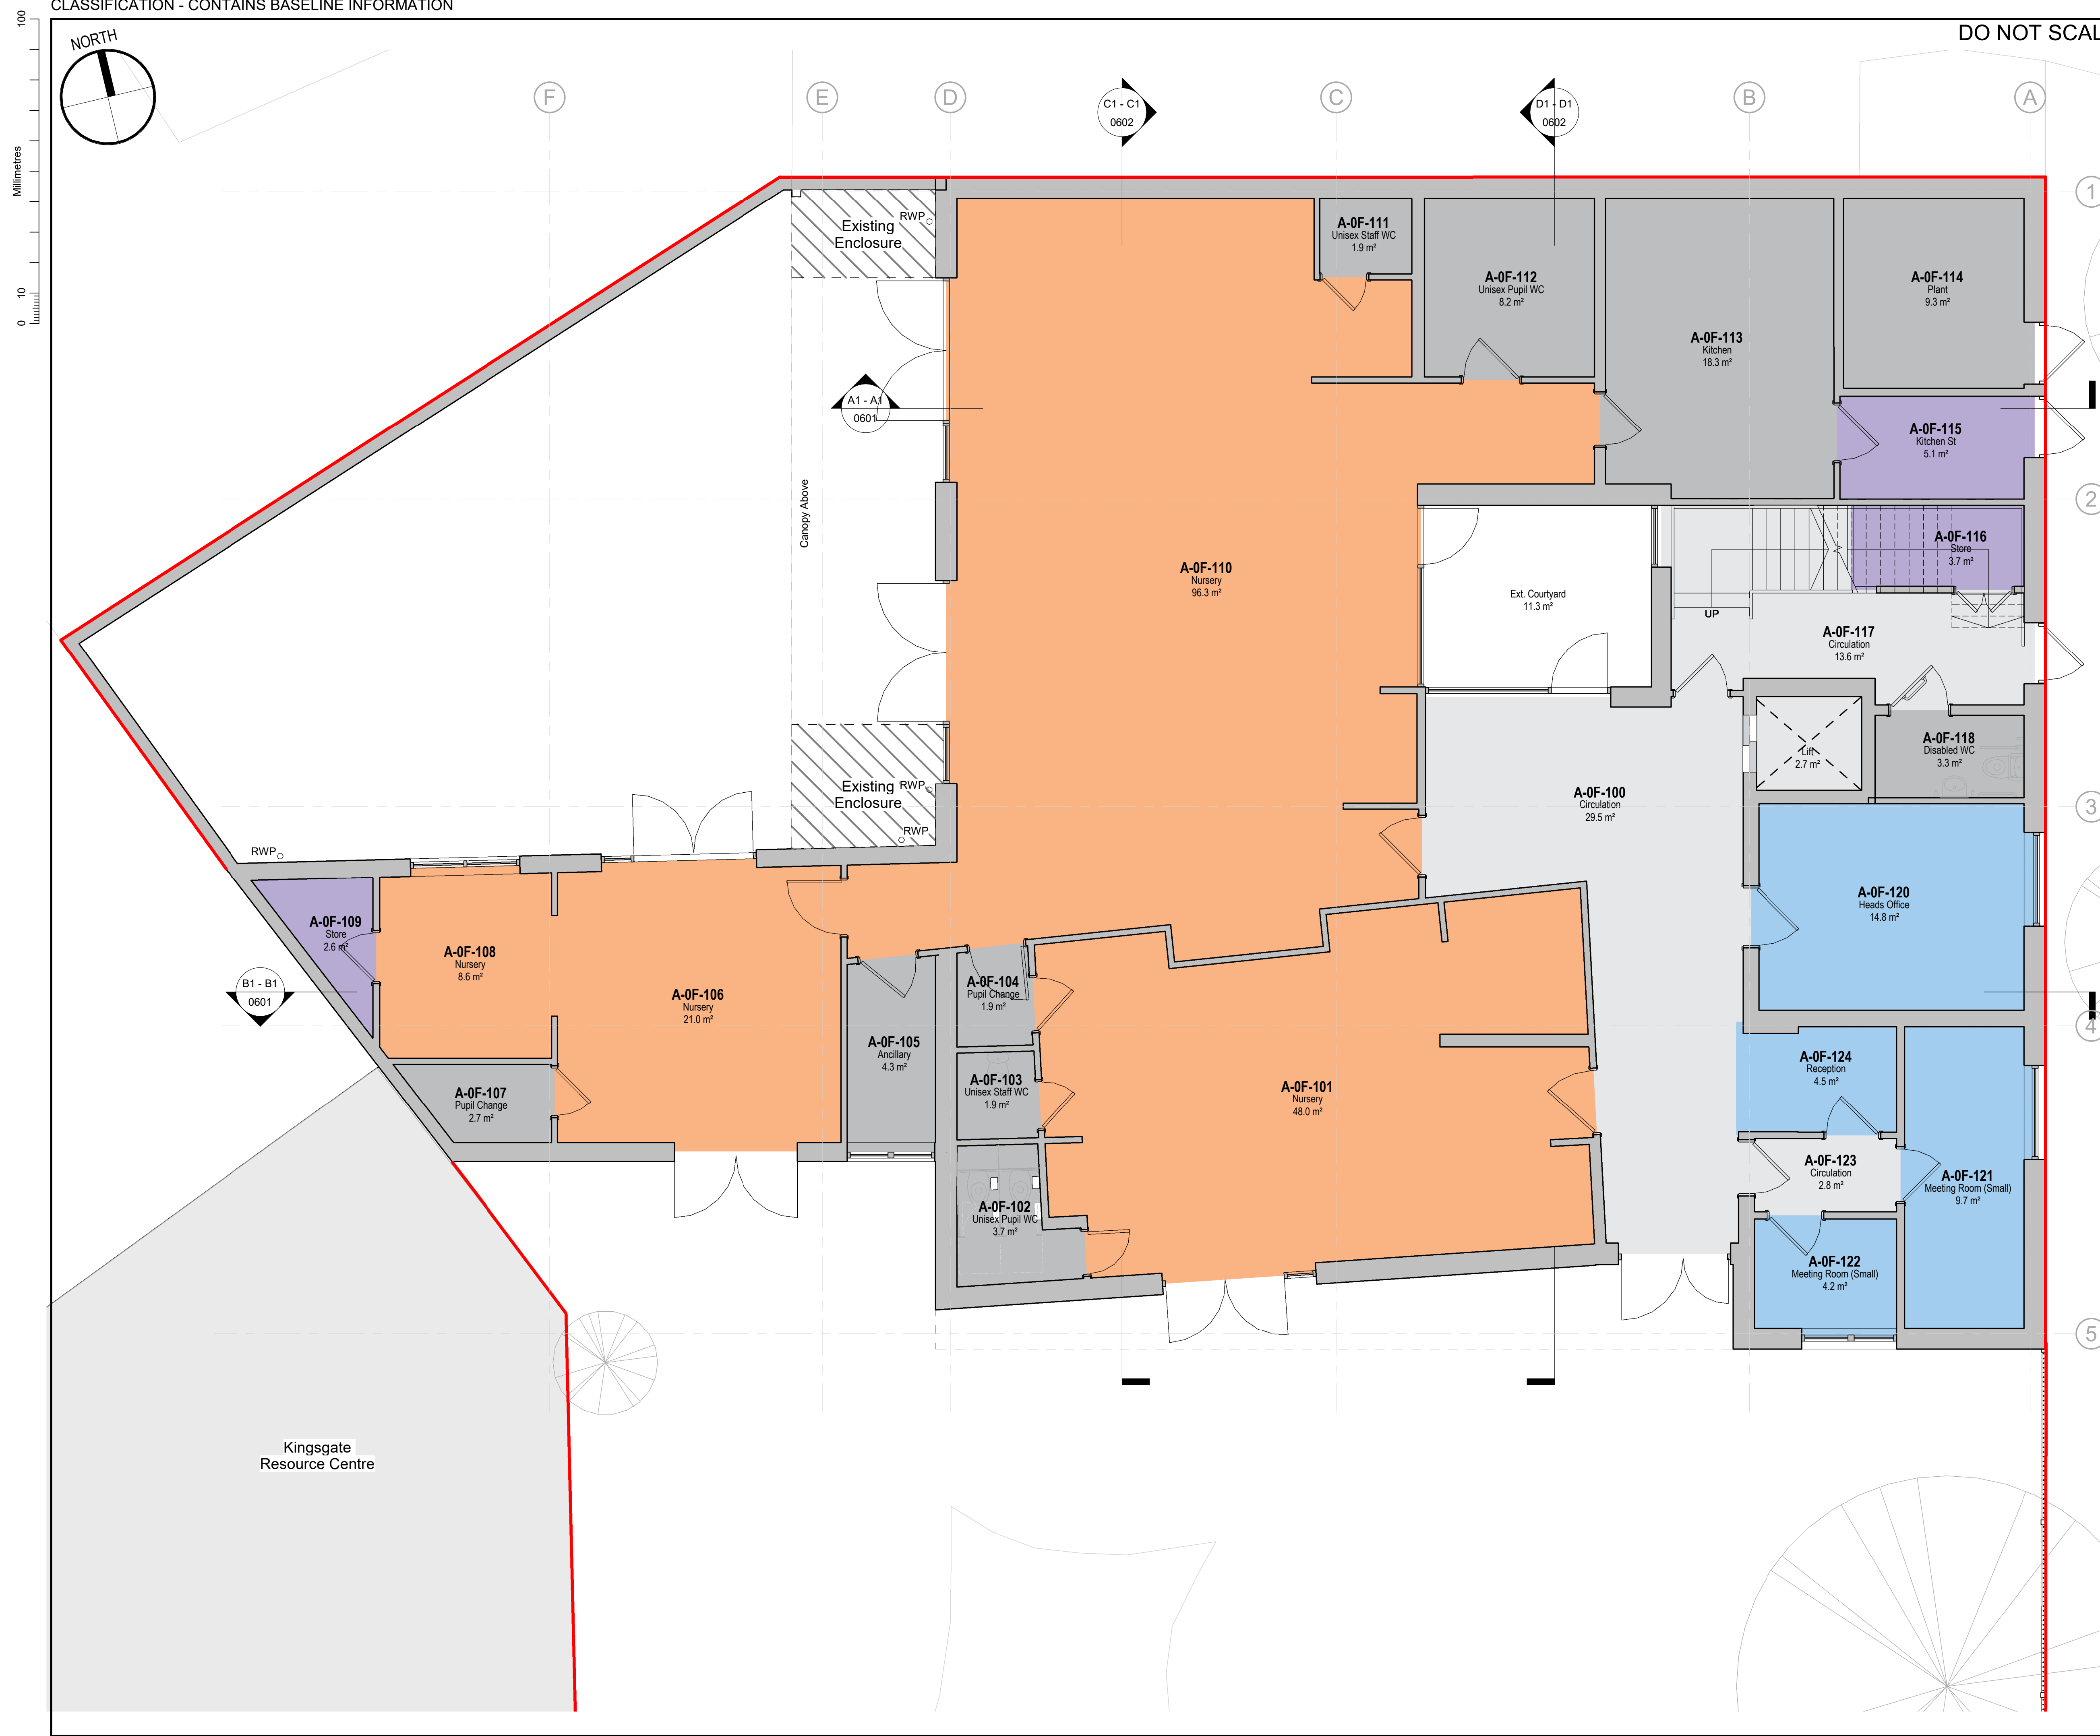 CLASSIFICATION - CONTAINS BASELINE INFORMATION
DO NOT SCAL
100
Millimetres
10
0
NORTH
F
E
D
C1 - C1
0602
C
D1 - D1
0602
B
A
1
2
3
4
5
Existing
Enclosure
RWP
A-0F-111
Unisex Staff WC
1.9 m²
A-0F-112
Unisex Pupil WC
8.2 m²
A-0F-113
Kitchen
18.3 m²
A-0F-114
Plant
9.3 m²
A1 - A1
0601
A-0F-115
Kitchen St
5.1 m²
Canopy Above
A-0F-110
Nursery
96.3 m²
A-0F-116
Store
3.7 m²
Ext. Courtyard
11.3 m²
UP
A-0F-117
Circulation
13.6 m²
Lift
2.7 m²
A-0F-118
Disabled WC
3.3 m²
Existing
Enclosure
RWP
RWP
RWP
A-0F-100
Circulation
29.5 m²
A-0F-120
Heads Office
14.8 m²
A-0F-109
Store
2.6 m²
A-0F-108
Nursery
8.6 m²
B1 - B1
0601
A-0F-106
Nursery
21.0 m²
A-0F-104
Pupil Change
1.9 m²
A-0F-105
Ancillary
4.3 m²
A-0F-107
Pupil Change
2.7 m²
A-0F-103
Unisex Staff WC
1.9 m²
A-0F-101
Nursery
48.0 m²
A-0F-124
Reception
4.5 m²
A-0F-123
Circulation
2.8 m²
A-0F-121
Meeting Room (Small)
9.7 m²
A-0F-102
Unisex Pupil WC
3.7 m²
A-0F-122
Meeting Room (Small)
4.2 m²
Kingsgate
Resource Centre